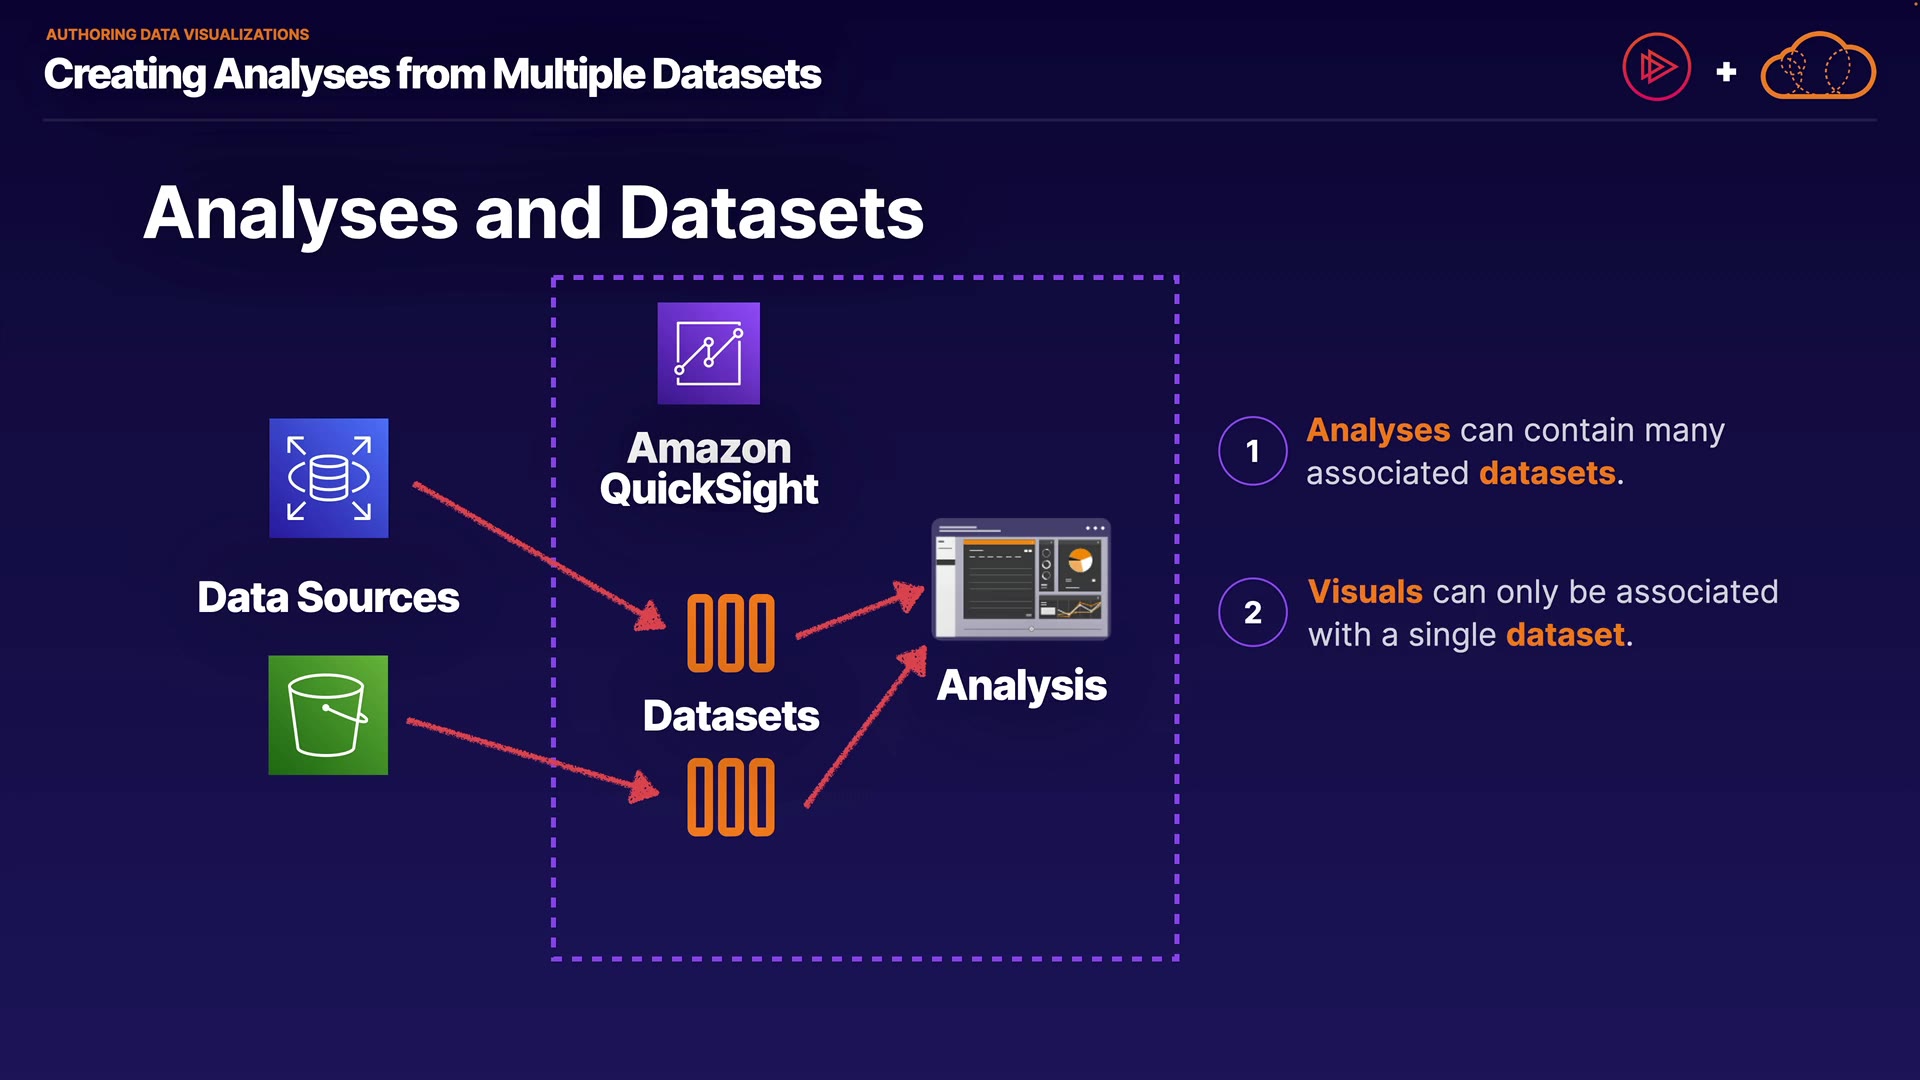 AUTHORING DATA VISUALIZATIONS
Creating Analyses from Multiple Datasets
+
Analyses and Datasets
Amazon
QuickSight
Data Sources
Datasets
Analysis
1
Analyses can contain many
associated datasets.
2
Visuals can only be associated
with a single dataset.